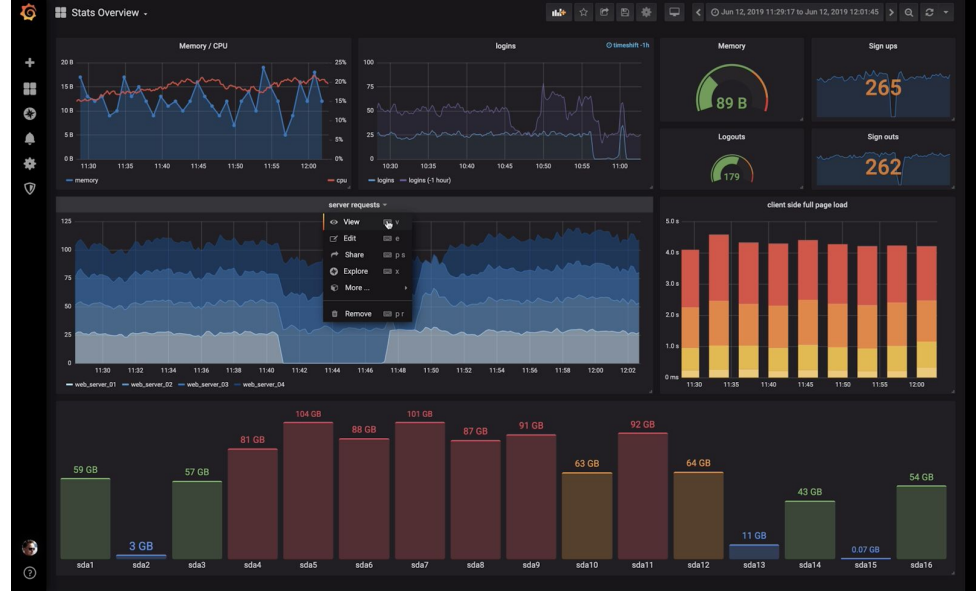 Stats Overview
Jun 12, 2019 11:29:17 to Jun 12, 2019 12:01:45
Memory / CPU
20 B
15 B
10 B
5 B
0 B
25%
20%
15%
10%
5%
0%
11:30 11:35 11:40 11:45 11:50 11:55 12:00
memory cpu
logins
timeshift -1h
100
75
50
25
0
10:30 10:35 10:40 10:45 10:50 10:55 11:00
logins logins (-1 hour)
Memory
89 B
Sign ups
265
Logouts
179
Sign outs
262
server requests
View v
Edit e
Share p s
Explore x
More ...
Remove p r
125
100
75
50
25
0
11:30 11:32 11:34 11:36 11:38 11:40 11:42 11:44 11:46 11:48 11:50 11:52 11:54 11:56 11:58 12:00 12:02
web_server_01 web_server_02 web_server_03 web_server_04
client side full page load
5.0 s
4.0 s
3.0 s
2.0 s
1.0 s
0 ms
11:30 11:35 11:40 11:45 11:50 11:55 12:00
59 GB 3 GB 57 GB 81 GB 104 GB 88 GB 101 GB 87 GB 91 GB 63 GB 92 GB 64 GB 11 GB 43 GB 0.07 GB 54 GB
sda1 sda2 sda3 sda4 sda5 sda6 sda7 sda8 sda9 sda10 sda11 sda12 sda13 sda14 sda15 sda16